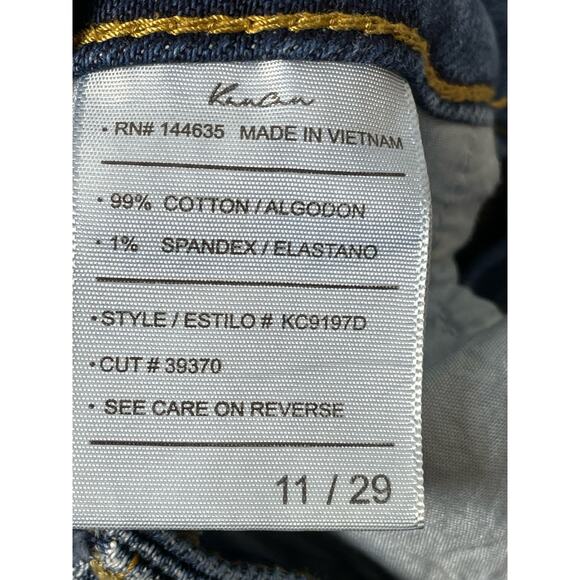 KanCan
• RN# 144635 MADE IN VIETNAM
• 99% COTTON / ALGODON
• 1% SPANDEX / ELASTANO
• STYLE / ESTILO # KC9197D
• CUT # 39370
• SEE CARE ON REVERSE
11 / 29